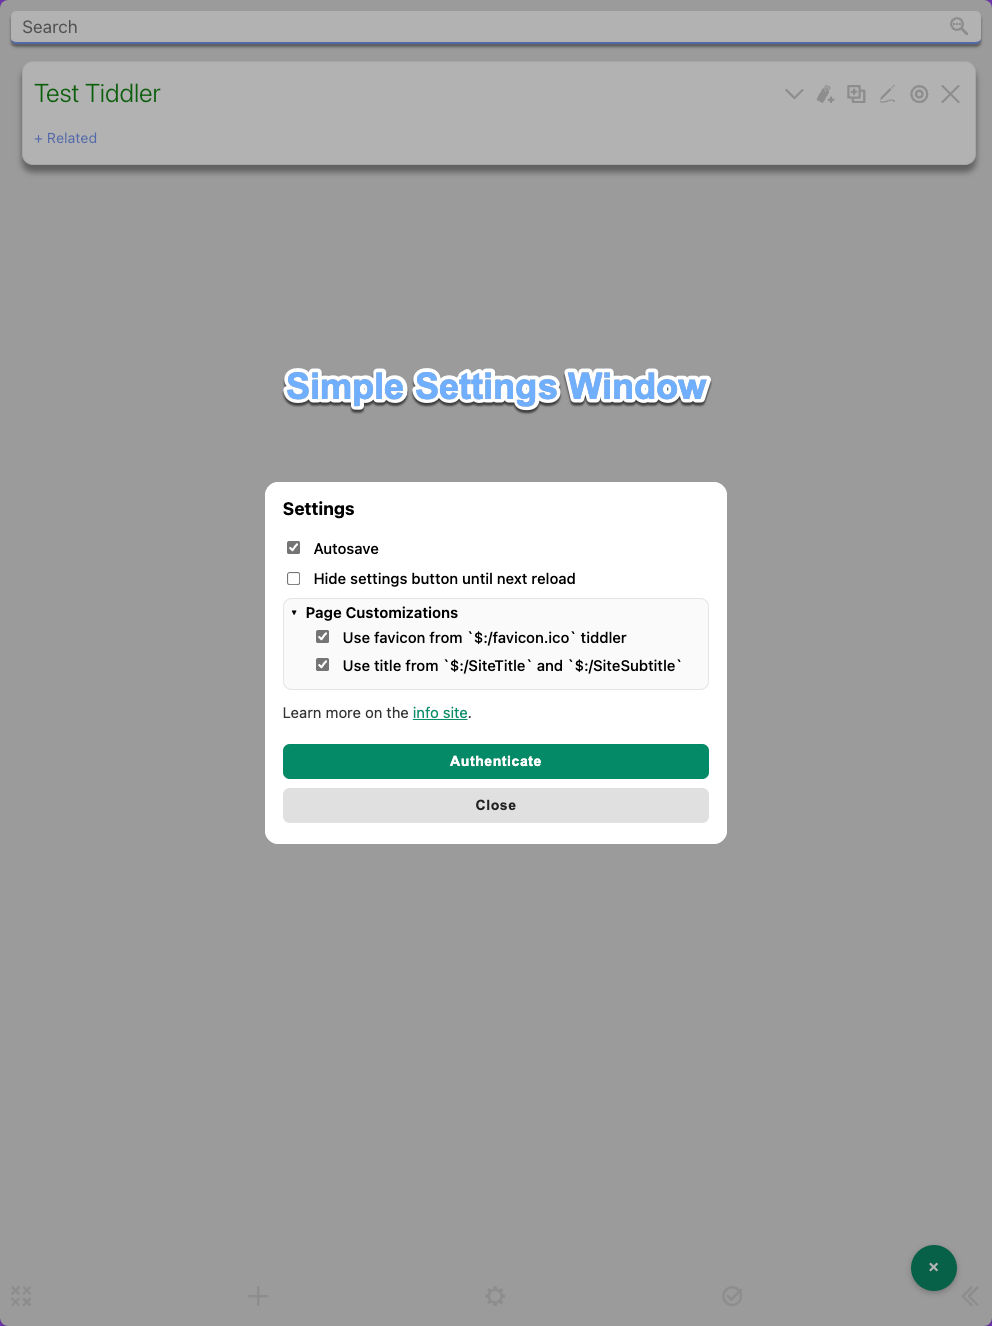 Search
Test Tiddler
+ Related
Simple Settings Window
Settings
Autosave
Hide settings button until next reload
Page Customizations
Use favicon from `$:/favicon.ico` tiddler
Use title from `$:/SiteTitle` and `$:/SiteSubtitle`
Learn more on the info site.
Authenticate
Close